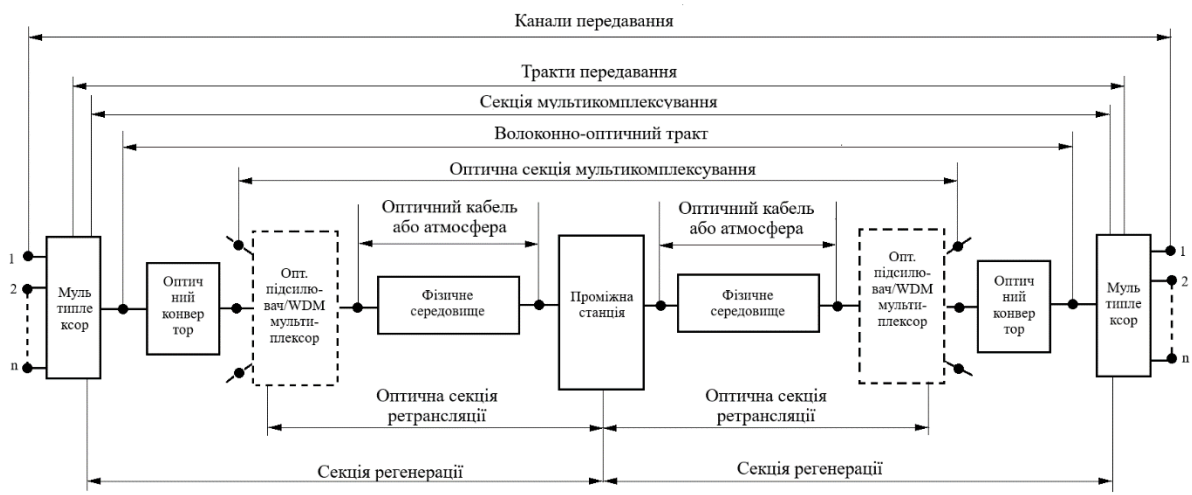 Канали передавання
Тракти передавання
Секція мультикомплексування
Волоконно-оптичний тракт
Оптична секція мультикомплексування
Оптичний кабель
або атмосфера
Оптичний кабель
або атмосфера
1
2
n
Муль
типле
ксор
Оптич
ний
конвер
тор
Опт.
підсилю-
вач/WDM
мульти-
плексор
Фізичне
середовище
Проміжна
станція
Фізичне
середовище
Опт.
підсилю-
вач/WDM
мульти-
плексор
Оптич
ний
конвер
тор
Муль
типле
ксор
1
2
n
Оптична секція
ретрансляції
Оптична секція
ретрансляції
Секція регенерації
Секція регенерації